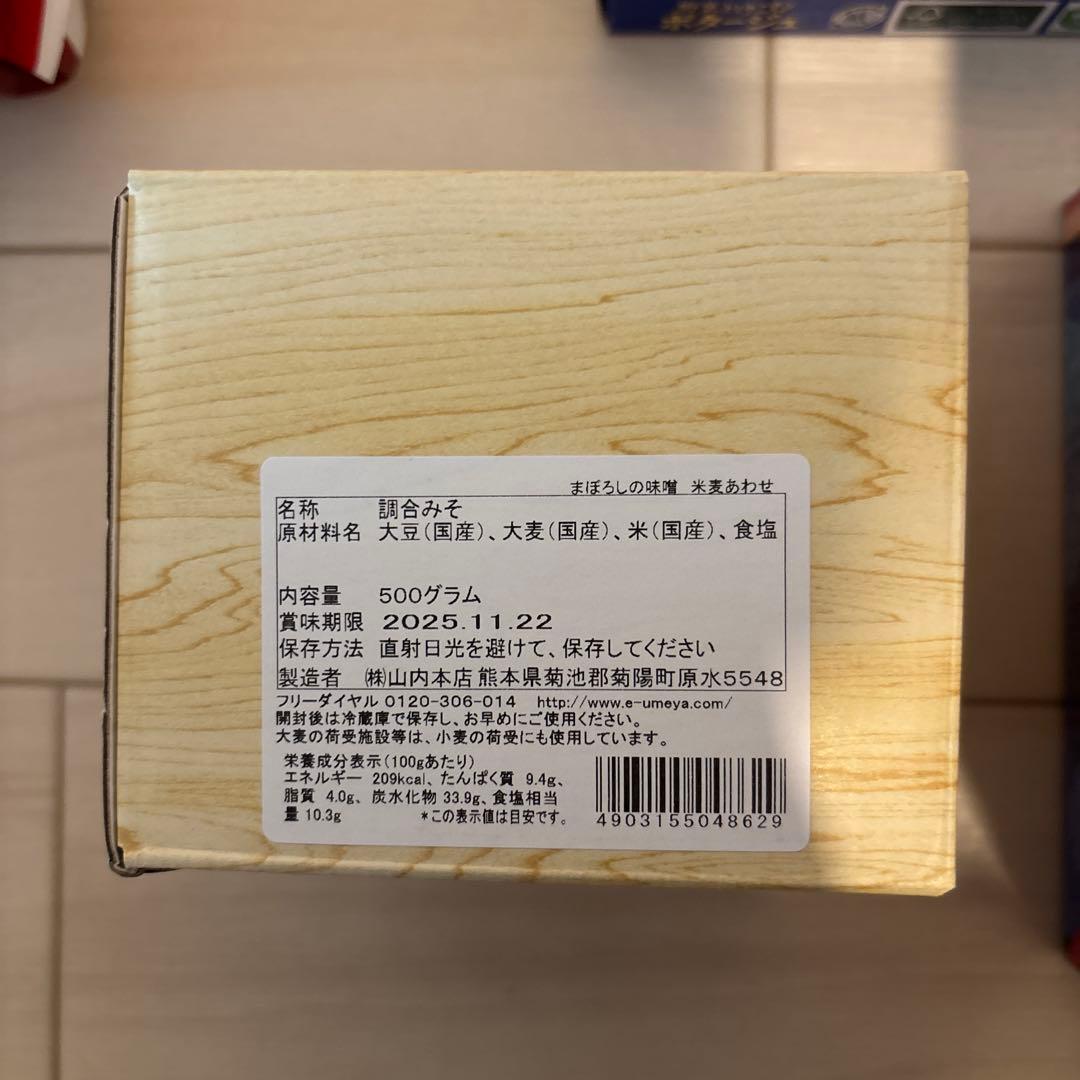 ポタージュ
まぼろしの味噌 米麦あわせ
名称 調合みそ
原材料名 大豆(国産)、大麦(国産)、米(国産)、食塩
内容量 500グラム
賞味期限 2025.11.22
保存方法 直射日光を避けて、保存してください
製造者 ㈱山内本店 熊本県菊池郡菊陽町原水5548
フリーダイヤル 0120-306-014 http://www.e-umeya.com/
開封後は冷蔵庫で保存し、お早めにご使用ください。
大麦の荷受施設等は、小麦の荷受にも使用しています。
栄養成分表示(100gあたり)
エネルギー 209kcal、たんぱく質 9.4g、
脂質 4.0g、炭水化物 33.9g、食塩相当
量 10.3g *この表示値は目安です。
4903155048629